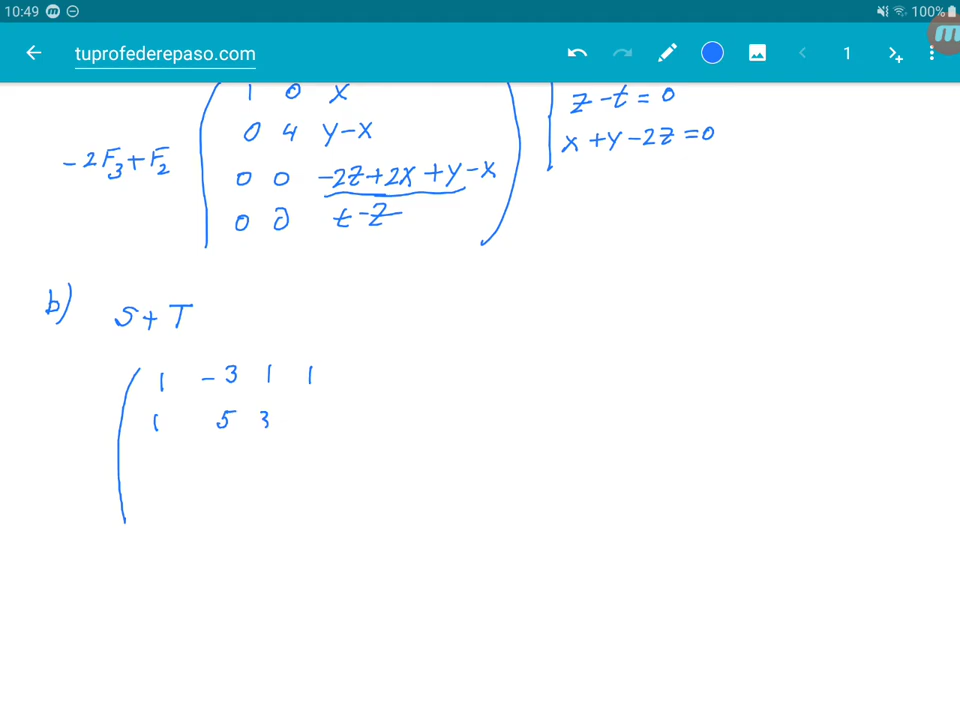 10:49 100%
tuprofederepaso.com 1
1 0 x
0 4 y-x
-2F₃+F₂
0 0 -2z+2x+y-x
0 0 t-z
z-t=0
x+y-2z=0
b) S+T
1 -3 1 1
1 5 3